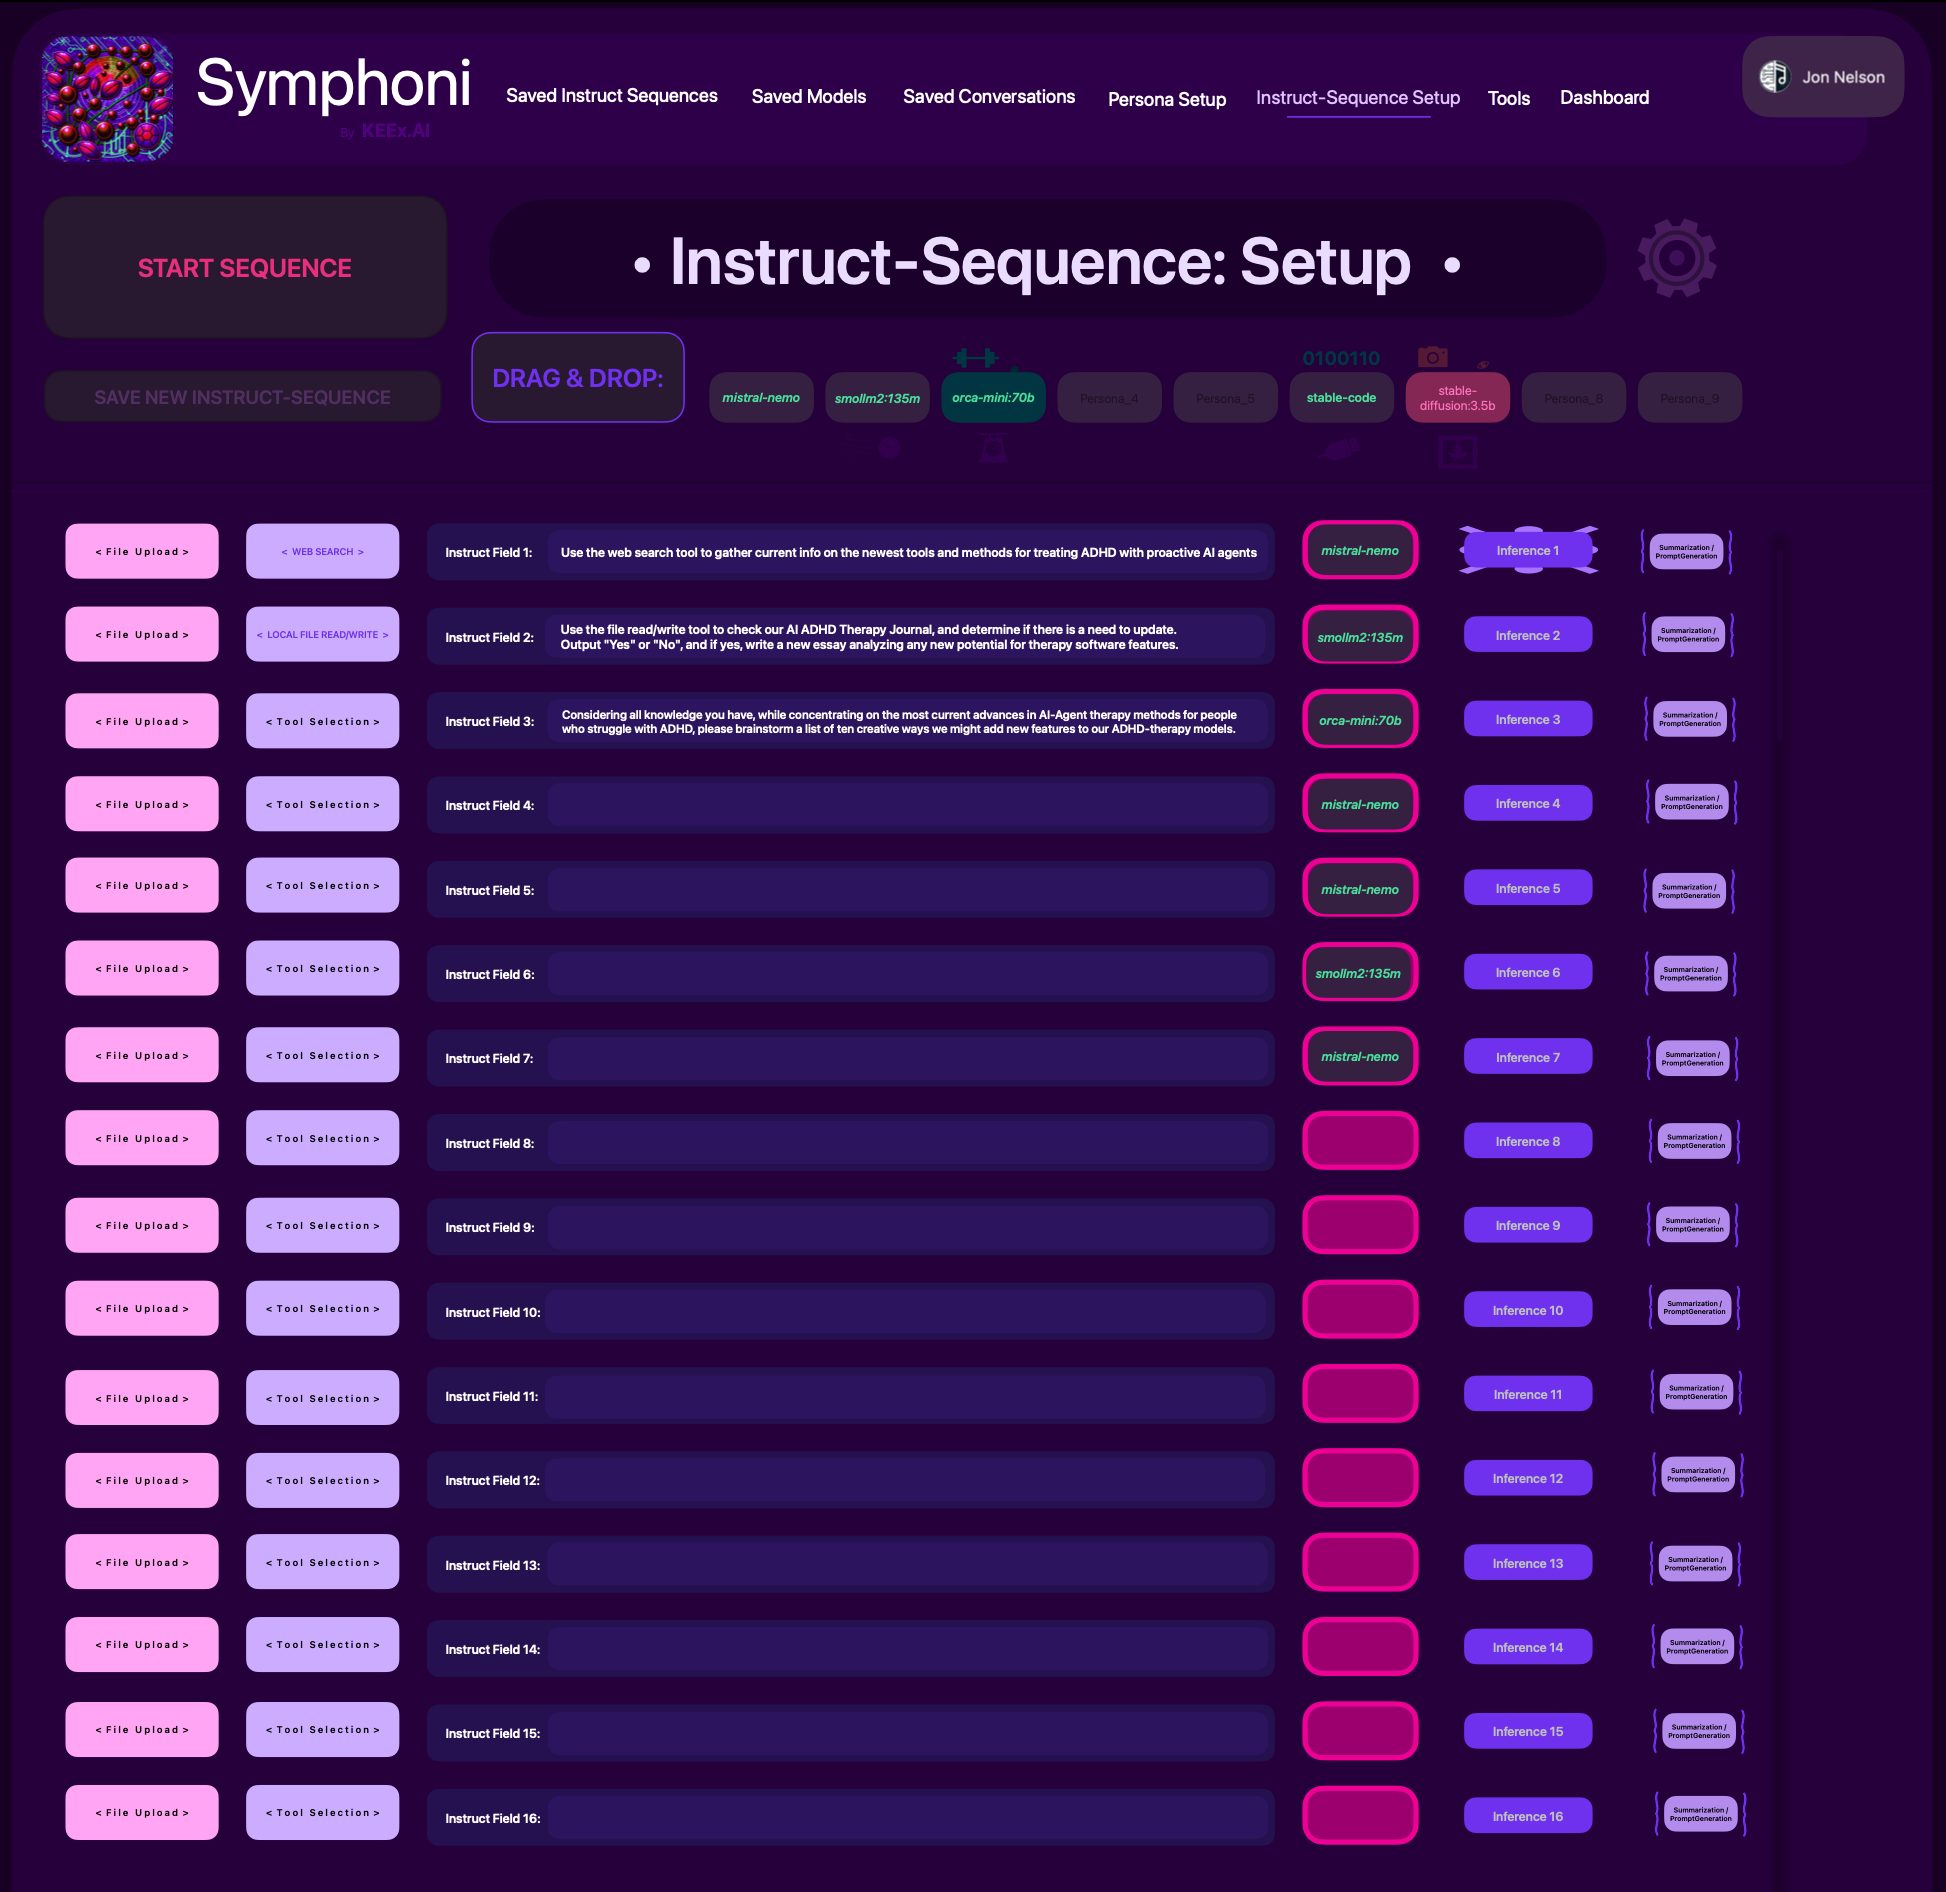 Symphoni
By KEEx.AI
Saved Instruct Sequences
Saved Models
Saved Conversations
Persona Setup
Instruct-Sequence Setup
Tools
Dashboard
Jon Nelson
START SEQUENCE
• Instruct-Sequence: Setup •
SAVE NEW INSTRUCT-SEQUENCE
DRAG & DROP:
0100110
mistral-nemo
smollm2:135m
orca-mini:70b
Persona_4
Persona_5
stable-code
stable-
diffusion:3.5b
Persona_8
Persona_9
< File Upload >
< WEB SEARCH >
Instruct Field 1:
Use the web search tool to gather current info on the newest tools and methods for treating ADHD with proactive AI agents
mistral-nemo
Inference 1
Summarization /
PromptGeneration
< File Upload >
< LOCAL FILE READ/WRITE >
Instruct Field 2:
Use the file read/write tool to check our AI ADHD Therapy Journal, and determine if there is a need to update.
Output "Yes" or "No", and if yes, write a new essay analyzing any new potential for therapy software features.
smollm2:135m
Inference 2
Summarization /
PromptGeneration
< File Upload >
< Tool Selection >
Instruct Field 3:
Considering all knowledge you have, while concentrating on the most current advances in AI-Agent therapy methods for people
who struggle with ADHD, please brainstorm a list of ten creative ways we might add new features to our ADHD-therapy models.
orca-mini:70b
Inference 3
Summarization /
PromptGeneration
< File Upload >
< Tool Selection >
Instruct Field 4:
mistral-nemo
Inference 4
Summarization /
PromptGeneration
< File Upload >
< Tool Selection >
Instruct Field 5:
mistral-nemo
Inference 5
Summarization /
PromptGeneration
< File Upload >
< Tool Selection >
Instruct Field 6:
smollm2:135m
Inference 6
Summarization /
PromptGeneration
< File Upload >
< Tool Selection >
Instruct Field 7:
mistral-nemo
Inference 7
Summarization /
PromptGeneration
< File Upload >
< Tool Selection >
Instruct Field 8:
Inference 8
Summarization /
PromptGeneration
< File Upload >
< Tool Selection >
Instruct Field 9:
Inference 9
Summarization /
PromptGeneration
< File Upload >
< Tool Selection >
Instruct Field 10:
Inference 10
Summarization /
PromptGeneration
< File Upload >
< Tool Selection >
Instruct Field 11:
Inference 11
Summarization /
PromptGeneration
< File Upload >
< Tool Selection >
Instruct Field 12:
Inference 12
Summarization /
PromptGeneration
< File Upload >
< Tool Selection >
Instruct Field 13:
Inference 13
Summarization /
PromptGeneration
< File Upload >
< Tool Selection >
Instruct Field 14:
Inference 14
Summarization /
PromptGeneration
< File Upload >
< Tool Selection >
Instruct Field 15:
Inference 15
Summarization /
PromptGeneration
< File Upload >
< Tool Selection >
Instruct Field 16:
Inference 16
Summarization /
PromptGeneration